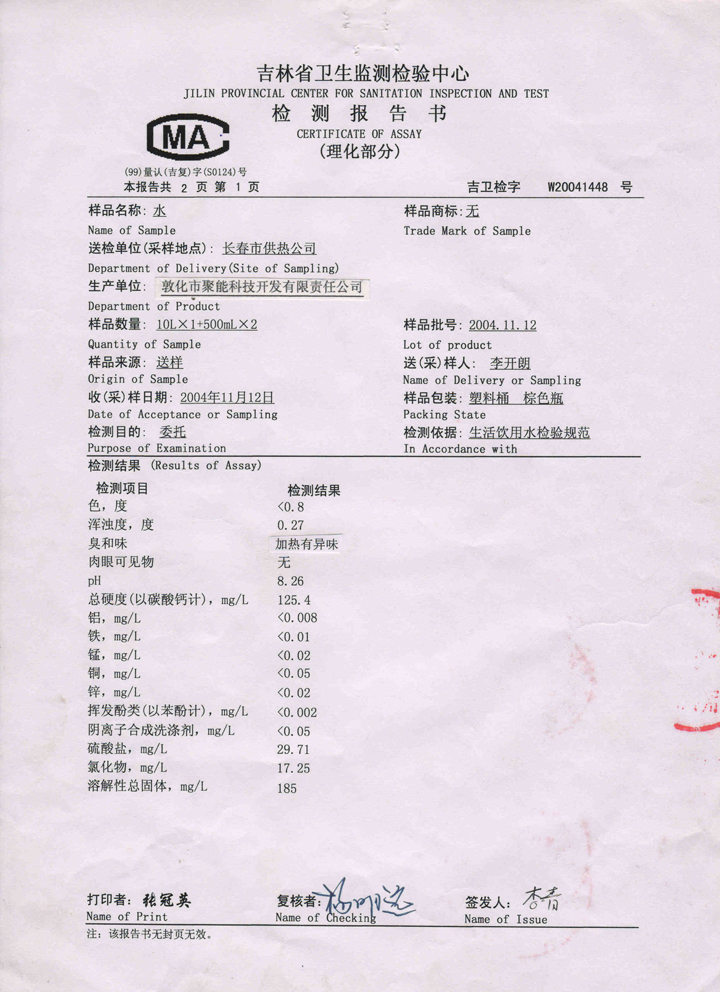 吉林省卫生监测检验中心
JILIN PROVINCIAL CENTER FOR SANITATION INSPECTION AND TEST
检 测 报 告 书
CERTIFICATE OF ASSAY
(理化部分)
MA
(99)量认(吉复)字(S0124)号
本报告共 2 页 第 1 页 吉卫检字 W20041448 号
样品名称: 水 样品商标: 无
Name of Sample Trade Mark of Sample
送检单位(采样地点): 长春市供热公司
Department of Delivery(Site of Sampling)
生产单位: 敦化市聚能科技开发有限责任公司
Department of Product
样品数量: 10L×1+500mL×2 样品批号: 2004.11.12
Quantity of Sample Lot of product
样品来源: 送样 送(采)样人: 李开朗
Origin of Sample Name of Delivery or Sampling
收(采)样日期: 2004年11月12日 样品包装: 塑料桶 棕色瓶
Date of Acceptance or Sampling Packing State
检测目的: 委托 检测依据: 生活饮用水检验规范
Purpose of Examination In Accordance with
检测结果 (Results of Assay)
检测项目 检测结果
色，度 <0.8
浑浊度，度 0.27
臭和味 加热有异味
肉眼可见物 无
pH 8.26
总硬度(以碳酸钙计)，mg/L 125.4
铝，mg/L <0.008
铁，mg/L <0.01
锰，mg/L <0.02
铜，mg/L <0.05
锌，mg/L <0.02
挥发酚类(以苯酚计)，mg/L <0.002
阴离子合成洗涤剂，mg/L <0.05
硫酸盐，mg/L 29.71
氯化物，mg/L 17.25
溶解性总固体，mg/L 185
打印者: 张冠英 复核者: 签发人: 李青
Name of Print Name of Checking Name of Issue
注: 该报告书无封页无效。